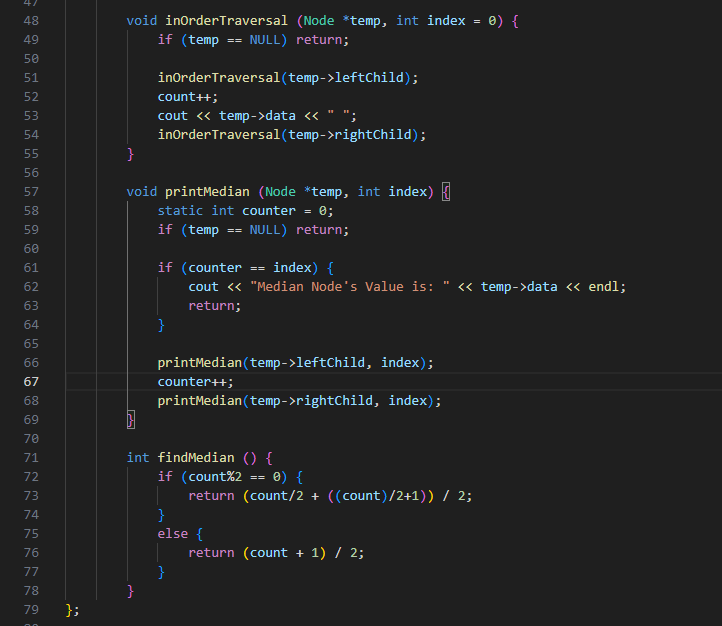 47
48 void inOrderTraversal (Node *temp, int index = 0) {
49 if (temp == NULL) return;
50
51 inOrderTraversal(temp->leftChild);
52 count++;
53 cout << temp->data << " ";
54 inOrderTraversal(temp->rightChild);
55 }
56
57 void printMedian (Node *temp, int index) {
58 static int counter = 0;
59 if (temp == NULL) return;
60
61 if (counter == index) {
62 cout << "Median Node's Value is: " << temp->data << endl;
63 return;
64 }
65
66 printMedian(temp->leftChild, index);
67 counter++;
68 printMedian(temp->rightChild, index);
69 }
70
71 int findMedian () {
72 if (count%2 == 0) {
73 return (count/2 + ((count)/2+1)) / 2;
74 }
75 else {
76 return (count + 1) / 2;
77 }
78 }
79 };